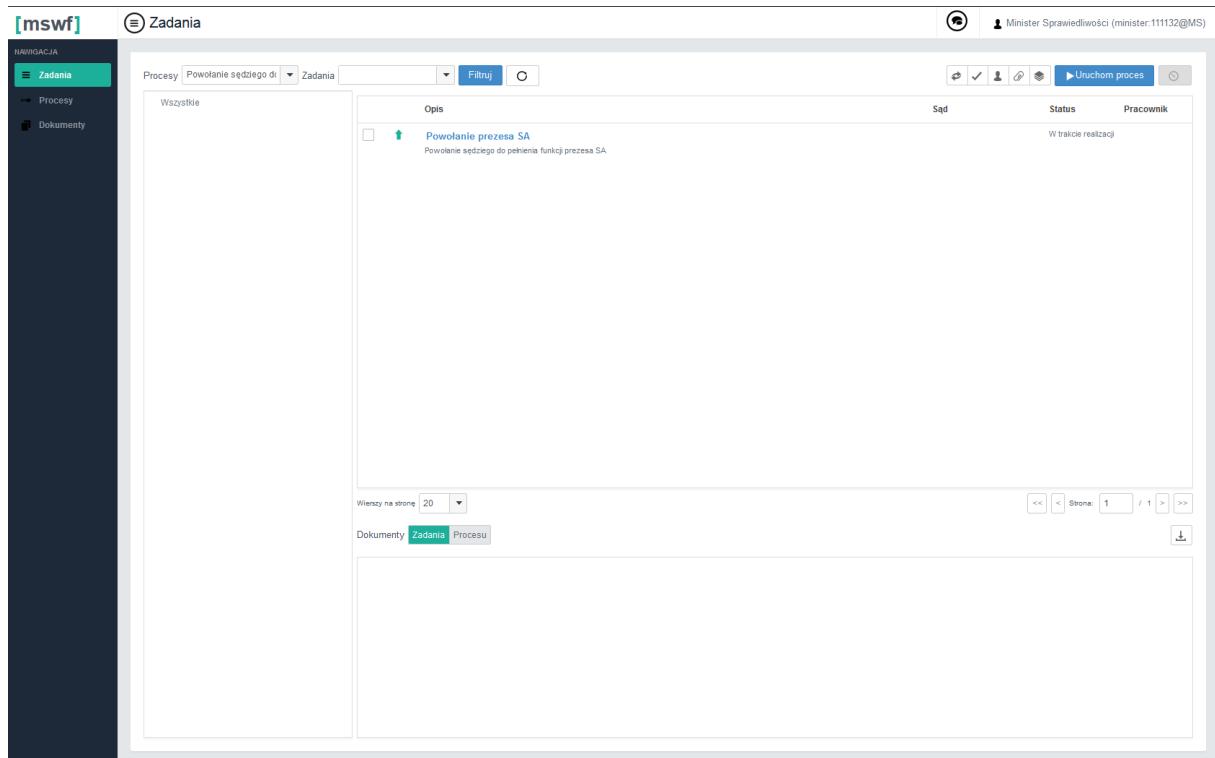 [mswf]
Zadania
Minister Sprawiedliwości (minister:111132@MS)
NAWIGACJA
Zadania
Procesy
Dokumenty
Procesy Powołanie sędziego do Zadania Filtruj Uruchom proces
Wszystkie
Opis Sąd Status Pracownik
Powołanie prezesa SA W trakcie realizacji
Powołanie sędziego do pełnienia funkcji prezesa SA
Wierszy na stronę 20 << < Strona: 1 / 1 > >>
Dokumenty Zadania Procesu